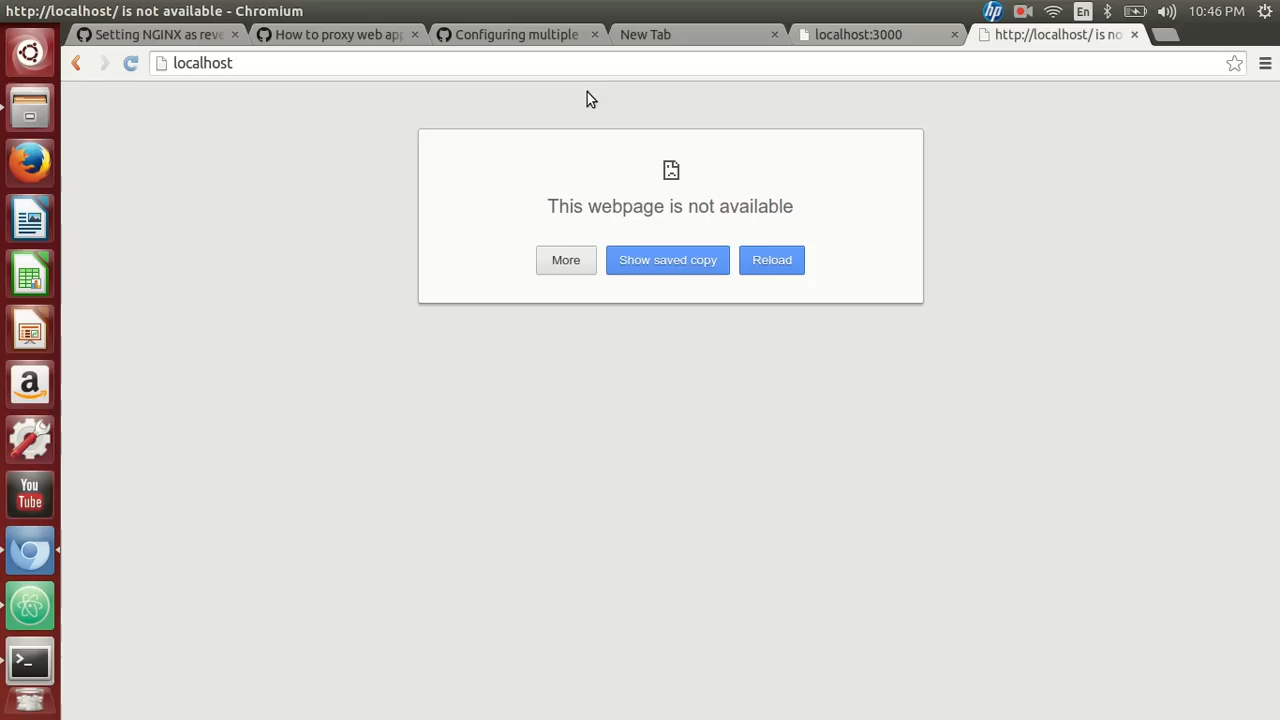 http://localhost/ is not available - Chromium
hp
En
10:46 PM
Setting NGINX as reve
How to proxy web app
Configuring multiple
New Tab
localhost:3000
http://localhost/ is no
localhost
This webpage is not available
More
Show saved copy
Reload
a
You
Tube
>_